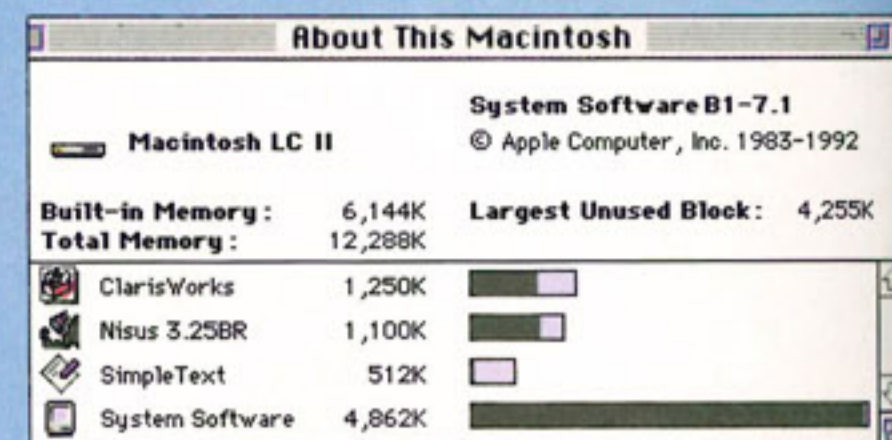 About This Macintosh
System Software B1-7.1
Macintosh LC II
© Apple Computer, Inc. 1983-1992
Built-in Memory: 6,144K Largest Unused Block: 4,255K
Total Memory: 12,288K
ClarisWorks 1,250K
Nisus 3.25BR 1,100K
SimpleText 512K
System Software 4,862K